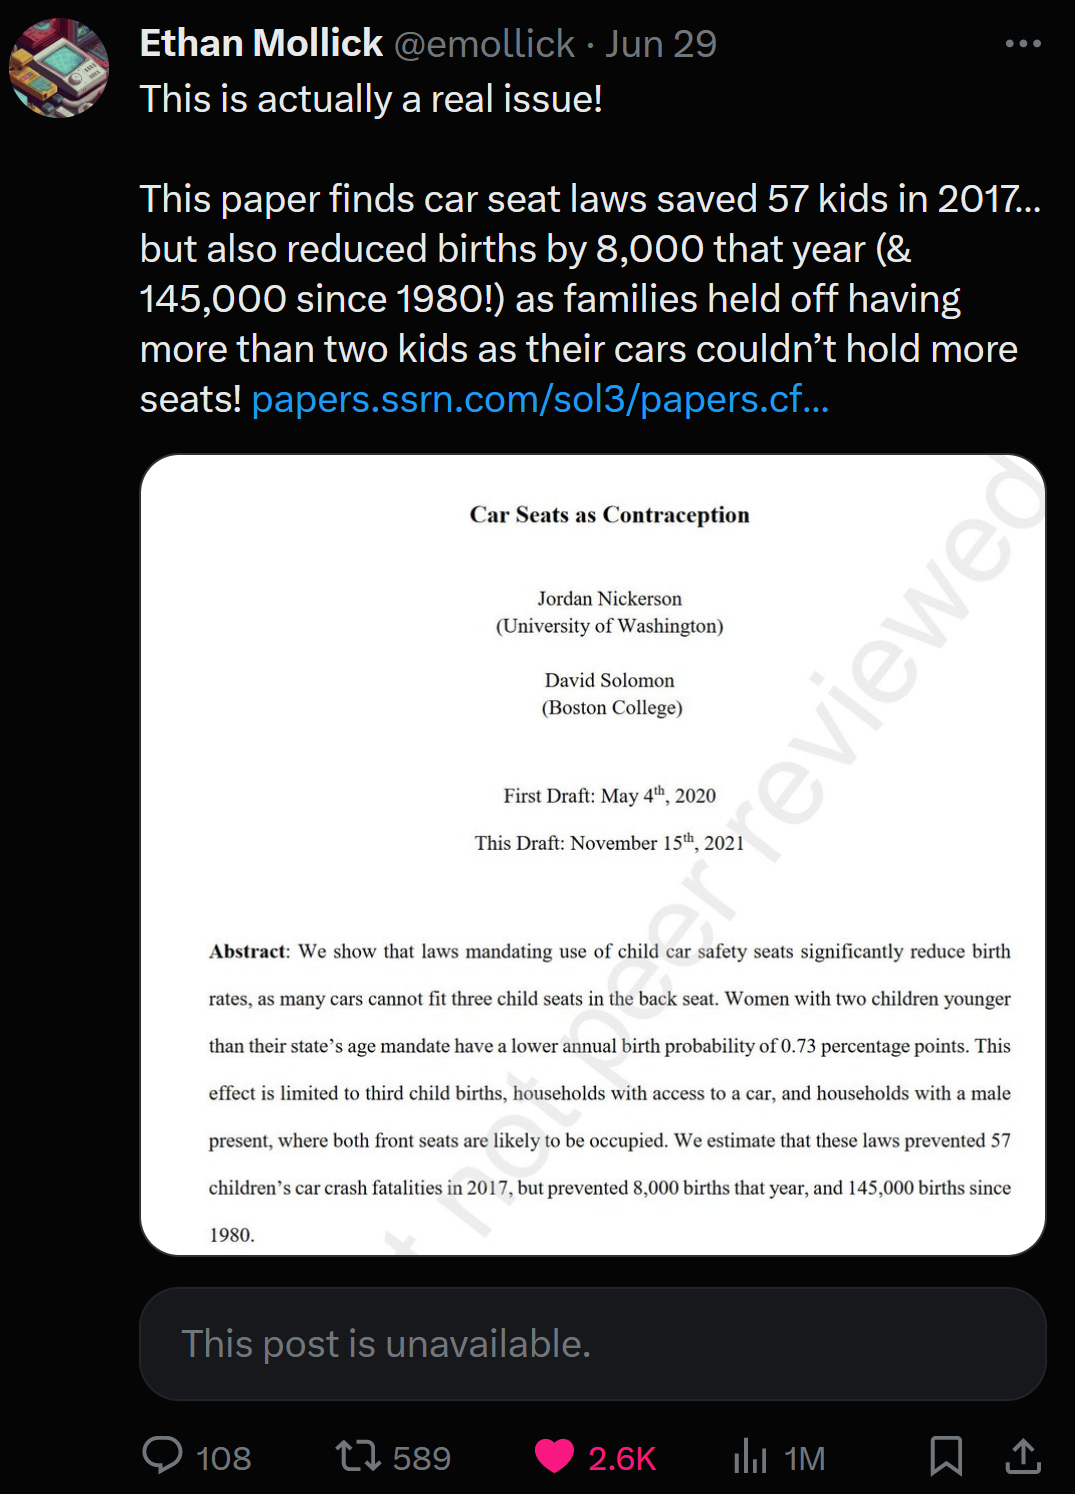 Ethan Mollick @emollick · Jun 29
This is actually a real issue!
This paper finds car seat laws saved 57 kids in 2017...
but also reduced births by 8,000 that year (&
145,000 since 1980!) as families held off having
more than two kids as their cars couldn’t hold more
seats! papers.ssrn.com/sol3/papers.cf...
Car Seats as Contraception
Jordan Nickerson
(University of Washington)
David Solomon
(Boston College)
First Draft: May 4th, 2020
This Draft: November 15th, 2021
Abstract: We show that laws mandating use of child car safety seats significantly reduce birth
rates, as many cars cannot fit three child seats in the back seat. Women with two children younger
than their state’s age mandate have a lower annual birth probability of 0.73 percentage points. This
effect is limited to third child births, households with access to a car, and households with a male
present, where both front seats are likely to be occupied. We estimate that these laws prevented 57
children’s car crash fatalities in 2017, but prevented 8,000 births that year, and 145,000 births since
1980.
t not peer reviewed
This post is unavailable.
108 589 2.6K 1M